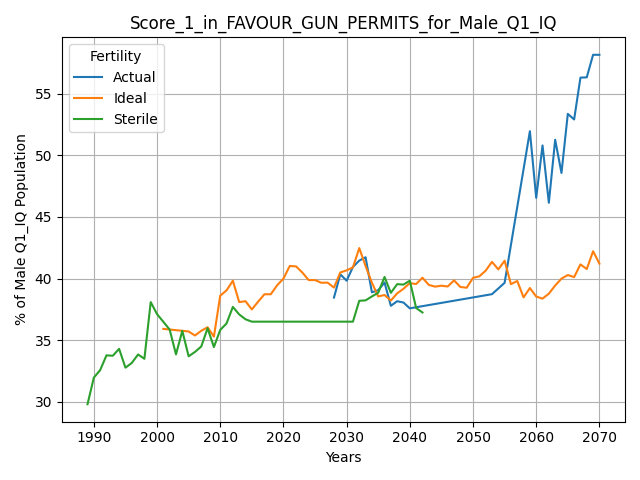 Score_1_in_FAVOUR_GUN_PERMITS_for_Male_Q1_IQ
Fertility
Actual
Ideal
Sterile
% of Male Q1_IQ Population
55
50
45
40
35
30
1990 2000 2010 2020 2030 2040 2050 2060 2070
Years